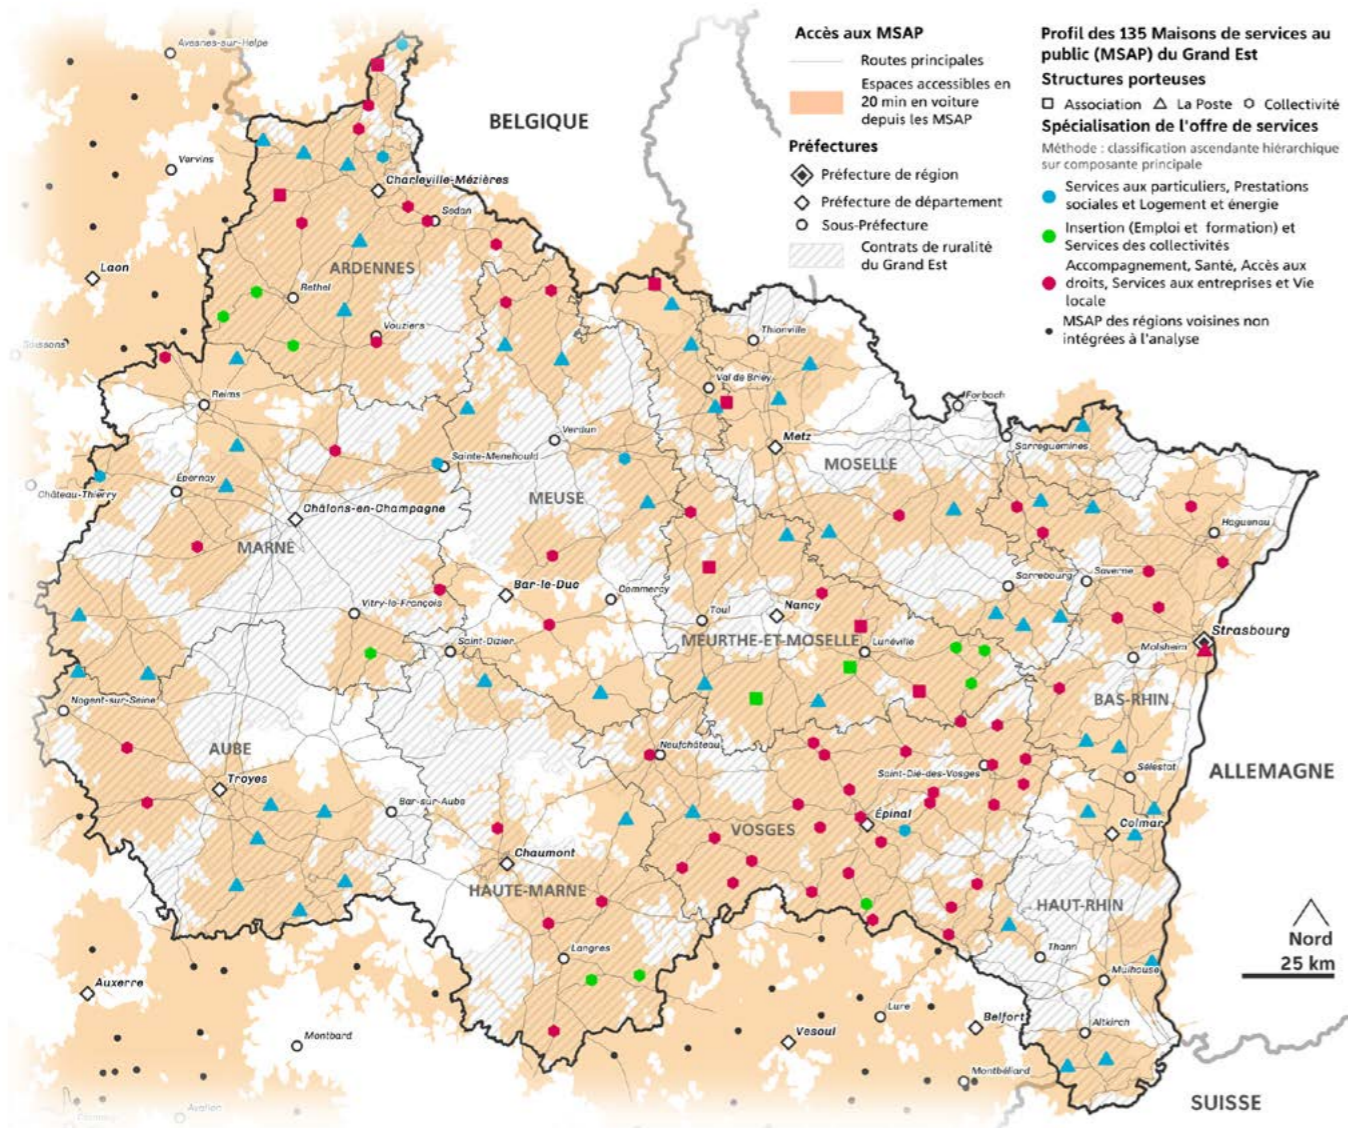 Accès aux MSAP
Routes principales
Espaces accessibles en
20 min en voiture
depuis les MSAP
Préfectures
Préfecture de région
Préfecture de département
Sous-Préfecture
Contrats de ruralité
du Grand Est
Profil des 135 Maisons de services au
public (MSAP) du Grand Est
Structures porteuses
Association La Poste Collectivité
Spécialisation de l'offre de services
Méthode : classification ascendante hiérarchique
sur composante principale
Services aux particuliers, Prestations
sociales et Logement et énergie
Insertion (Emploi et formation) et
Services des collectivités
Accompagnement, Santé, Accès aux
droits, Services aux entreprises et Vie
locale
MSAP des régions voisines non
intégrées à l'analyse
Avesnes-sur-Helpe
BELGIQUE
Vervins
Charleville-Mézières
Sedan
Laon
ARDENNES
Rethel
Vouziers
Thionville
Soissons
Val de Briey
Reims
Forbach
Verdun
Metz
Sarreguemines
Sainte-Menehould
MOSELLE
Château-Thierry
Épernay
MEUSE
Châlons-en-Champagne
Haguenau
MARNE
Bar-le-Duc
Commercy
Sarrebourg
Saverne
Vitry-le-François
Toul
Nancy
Strasbourg
Saint-Dizier
MEURTHE-ET-MOSELLE
Lunéville
Molsheim
Nogent-sur-Seine
BAS-RHIN
AUBE
Neufchâteau
Saint-Dié-des-Vosges
Sélestat
ALLEMAGNE
Troyes
Bar-sur-Aube
VOSGES
Épinal
Colmar
Chaumont
HAUTE-MARNE
HAUT-RHIN
Langres
Thann
Nord
25 km
Mulhouse
Auxerre
Lure
Belfort
Altkirch
Montbard
Vesoul
Montbéliard
SUISSE
Avallon